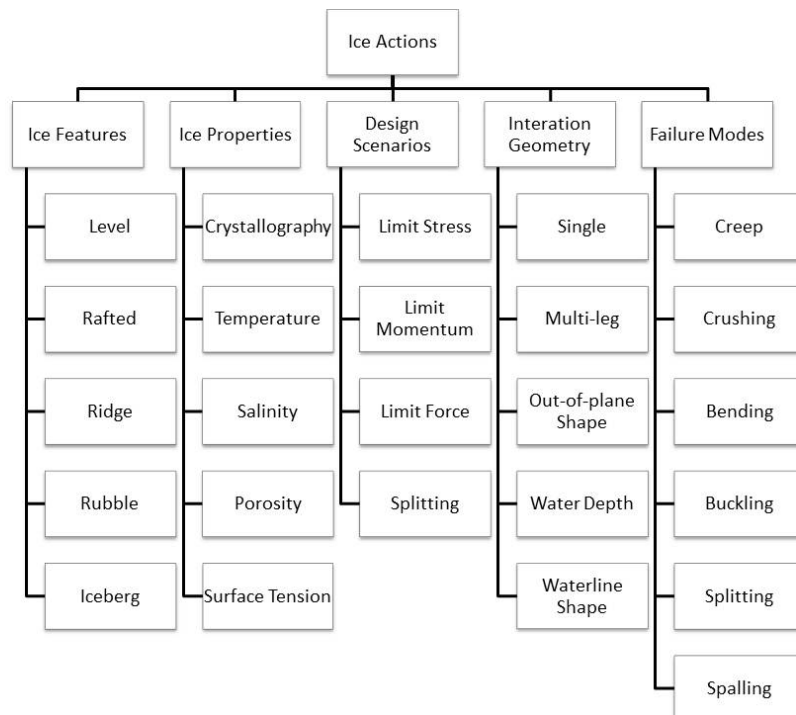 Ice Actions
Ice Features
Ice Properties
Design
Scenarios
Interation
Geometry
Failure Modes
Level
Crystallography
Limit Stress
Single
Creep
Rafted
Temperature
Limit
Momentum
Multi-leg
Crushing
Ridge
Salinity
Limit Force
Out-of-plane
Shape
Bending
Rubble
Porosity
Splitting
Water Depth
Buckling
Iceberg
Surface Tension
Waterline
Shape
Splitting
Spalling